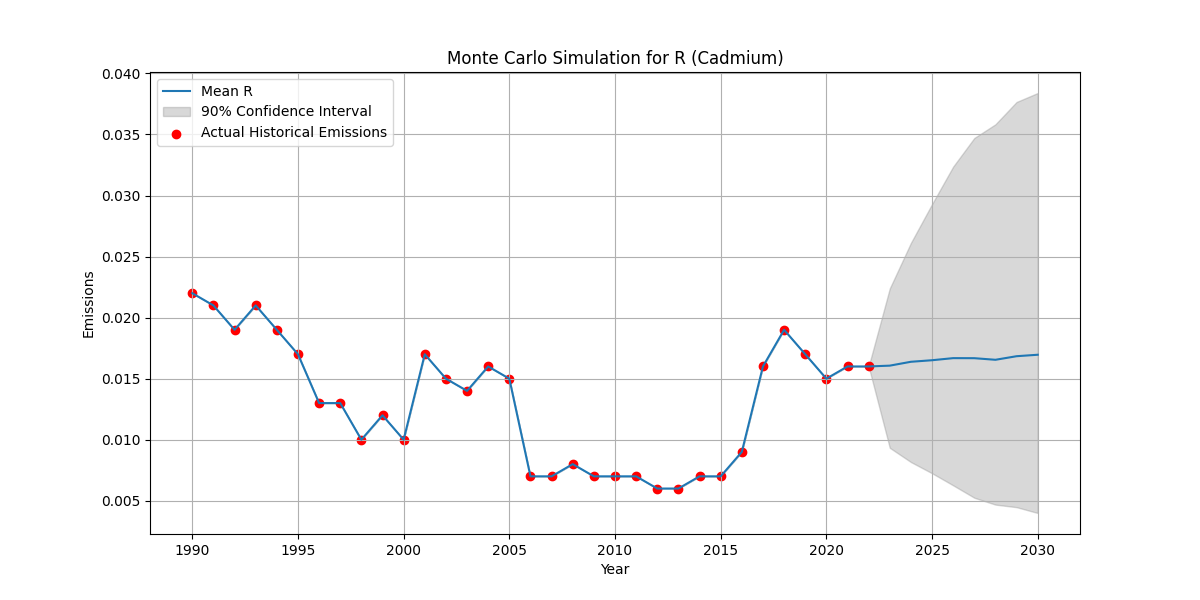 Monte Carlo Simulation for R (Cadmium)
Mean R
90% Confidence Interval
Actual Historical Emissions
0.040
0.035
0.030
0.025
0.020
0.015
0.010
0.005
Emissions
1990 1995 2000 2005 2010 2015 2020 2025 2030
Year